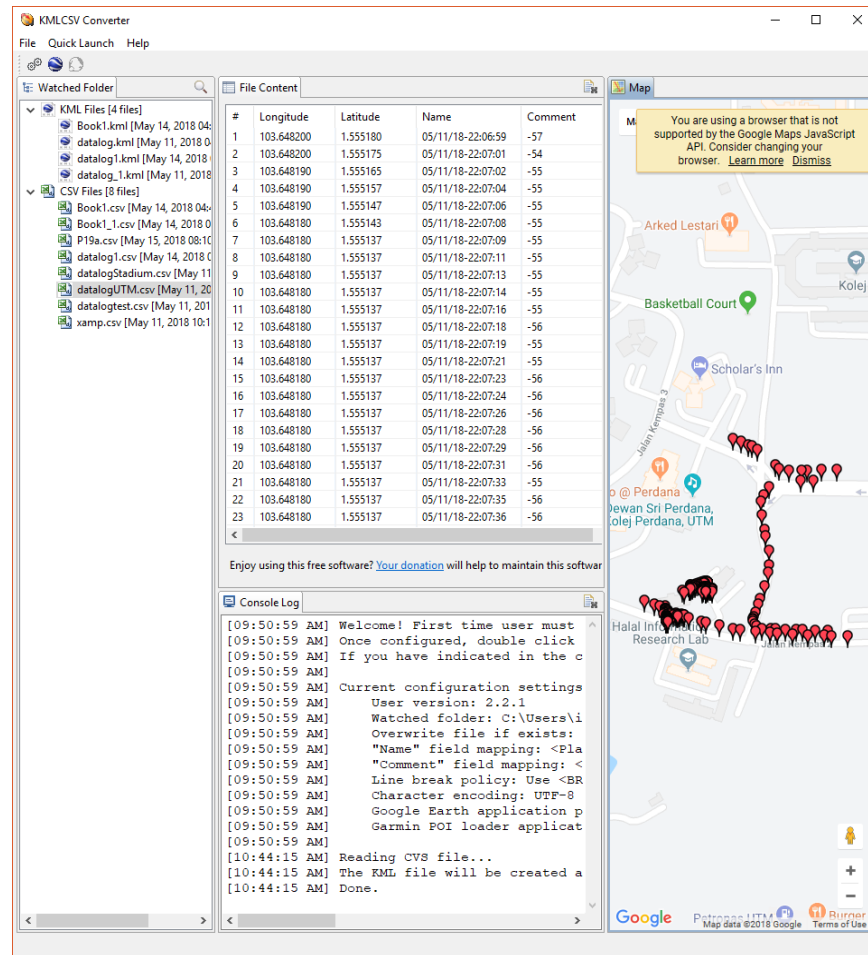 KMLCSV Converter
File Quick Launch Help
Watched Folder
KML Files [4 files]
Book1.kml [May 14, 2018 04:
datalog.kml [May 11, 2018 0
datalog1.kml [May 14, 2018
datalog_1.kml [May 11, 2018
CSV Files [8 files]
Book1.csv [May 14, 2018 04:4
Book1_1.csv [May 14, 2018 0
P19a.csv [May 15, 2018 08:10
datalog1.csv [May 14, 2018 0
datalogStadium.csv [May 11
datalogUTM.csv [May 11, 20
datalogtest.csv [May 11, 201
xamp.csv [May 11, 2018 10:1
File Content
# Longitude Latitude Name Comment
1 103.648200 1.555180 05/11/18-22:06:59 -57
2 103.648200 1.555175 05/11/18-22:07:01 -54
3 103.648190 1.555165 05/11/18-22:07:02 -55
4 103.648190 1.555157 05/11/18-22:07:04 -55
5 103.648190 1.555147 05/11/18-22:07:06 -55
6 103.648180 1.555143 05/11/18-22:07:08 -55
7 103.648180 1.555137 05/11/18-22:07:09 -55
8 103.648180 1.555137 05/11/18-22:07:11 -55
9 103.648180 1.555137 05/11/18-22:07:13 -55
10 103.648180 1.555137 05/11/18-22:07:14 -55
11 103.648180 1.555137 05/11/18-22:07:16 -55
12 103.648180 1.555137 05/11/18-22:07:18 -56
13 103.648180 1.555137 05/11/18-22:07:19 -55
14 103.648180 1.555137 05/11/18-22:07:21 -55
15 103.648180 1.555137 05/11/18-22:07:23 -56
16 103.648180 1.555137 05/11/18-22:07:24 -56
17 103.648180 1.555137 05/11/18-22:07:26 -56
18 103.648180 1.555137 05/11/18-22:07:28 -56
19 103.648180 1.555137 05/11/18-22:07:29 -56
20 103.648180 1.555137 05/11/18-22:07:31 -56
21 103.648180 1.555137 05/11/18-22:07:33 -55
22 103.648180 1.555137 05/11/18-22:07:35 -56
23 103.648180 1.555137 05/11/18-22:07:36 -56
Enjoy using this free software? Your donation will help to maintain this softwar
Console Log
[09:50:59 AM] Welcome! First time user must
[09:50:59 AM] Once configured, double click
[09:50:59 AM] If you have indicated in the c
[09:50:59 AM]
[09:50:59 AM] Current configuration settings
[09:50:59 AM] User version: 2.2.1
[09:50:59 AM] Watched folder: C:\Users\i
[09:50:59 AM] Overwrite file if exists:
[09:50:59 AM] "Name" field mapping: <Pla
[09:50:59 AM] "Comment" field mapping: <
[09:50:59 AM] Line break policy: Use <BR
[09:50:59 AM] Character encoding: UTF-8
[09:50:59 AM] Google Earth application p
[09:50:59 AM] Garmin POI loader applicat
[09:50:59 AM]
[10:44:15 AM] Reading CVS file...
[10:44:15 AM] The KML file will be created a
[10:44:15 AM] Done.
Map
You are using a browser that is not
supported by the Google Maps JavaScript
API. Consider changing your
browser. Learn more Dismiss
Arked Lestari
Kolej
Basketball Court
Scholar's Inn
Jalan Kempas 3
o @ Perdana
Dewan Sri Perdana,
Kolej Perdana, UTM
Halal
Research Lab
Google
Petronas UTM
Burger
Map data ©2018 Google Terms of Use